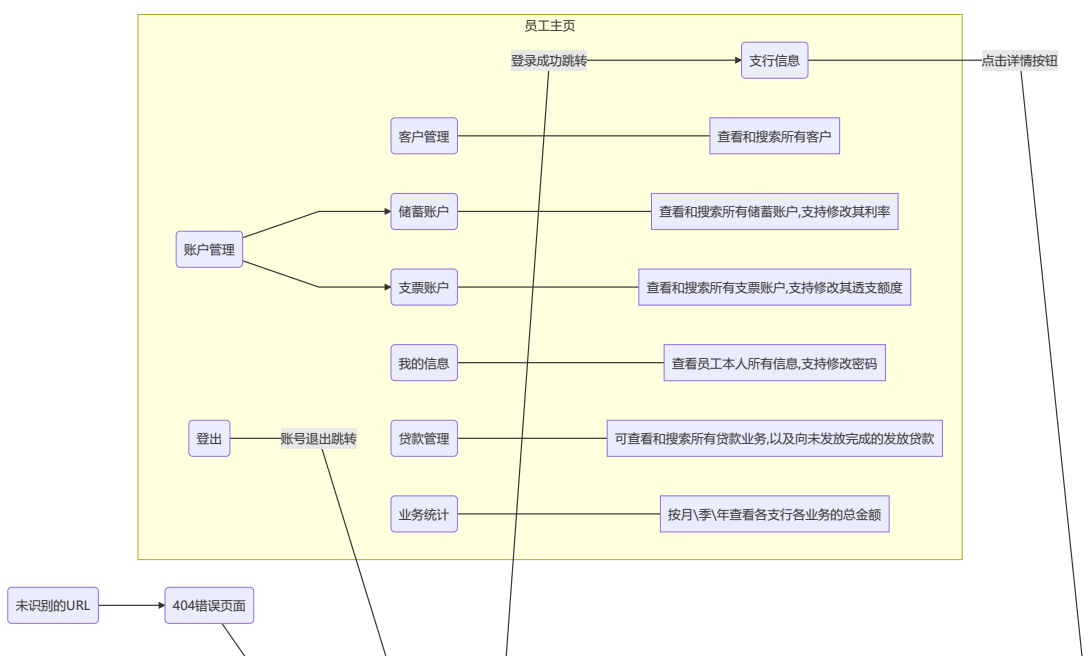 员工主页
登录成功跳转
支行信息
点击详情按钮
客户管理
查看和搜索所有客户
储蓄账户
查看和搜索所有储蓄账户,支持修改其利率
账户管理
支票账户
查看和搜索所有支票账户,支持修改其透支额度
我的信息
查看员工本人所有信息,支持修改密码
登出
账号退出跳转
贷款管理
可查看和搜索所有贷款业务,以及向未发放完成的发放贷款
业务统计
按月\季\年查看各支行各业务的总金额
未识别的URL
404错误页面